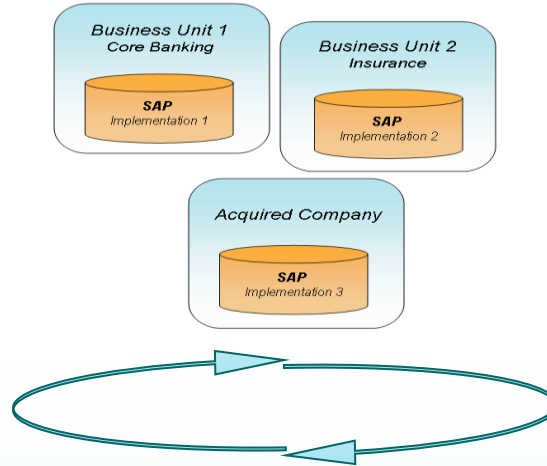 Business Unit 1
Core Banking
SAP
Implementation 1
Business Unit 2
Insurance
SAP
Implementation 2
Acquired Company
SAP
Implementation 3